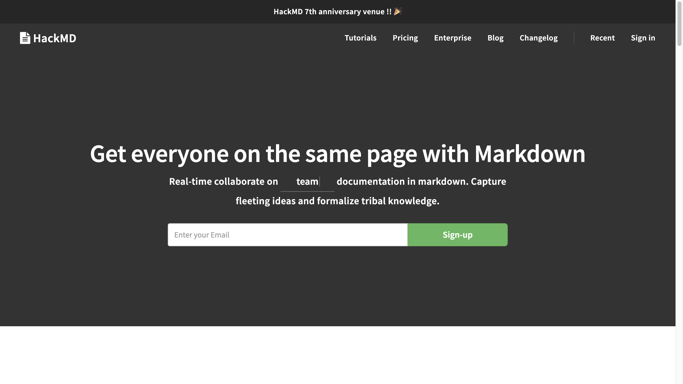 HackMD 7th anniversary venue !! 🎉
HackMD
Tutorials Pricing Enterprise Blog Changelog Recent Sign in
Get everyone on the same page with Markdown
Real-time collaborate on team documentation in markdown. Capture
fleeting ideas and formalize tribal knowledge.
Enter your Email Sign-up